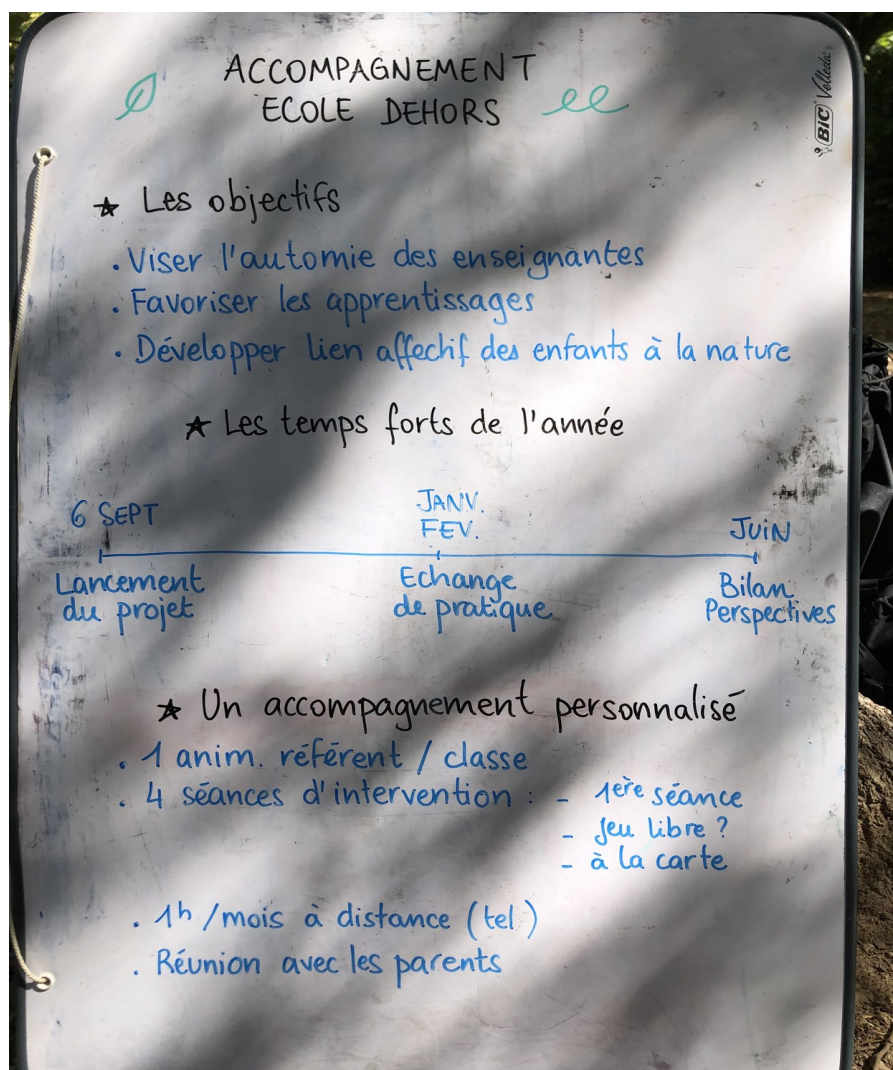 ACCOMPAGNEMENT
ECOLE DEHORS
BIC Velleda
★ Les objectifs
. Viser l'automie des enseignantes
. Favoriser les apprentissages
. Développer lien affectif des enfants à la nature
★ Les temps forts de l'année
6 SEPT
Lancement
du projet
JANV.
FEV.
Echange
de pratique
JUIN
Bilan
Perspectives
★ Un accompagnement personnalisé
. 1 anim. référent / classe
. 4 séances d'intervention : - 1ère séance
- jeu libre ?
- à la carte
. 1h/mois à distance (tel)
. Réunion avec les parents